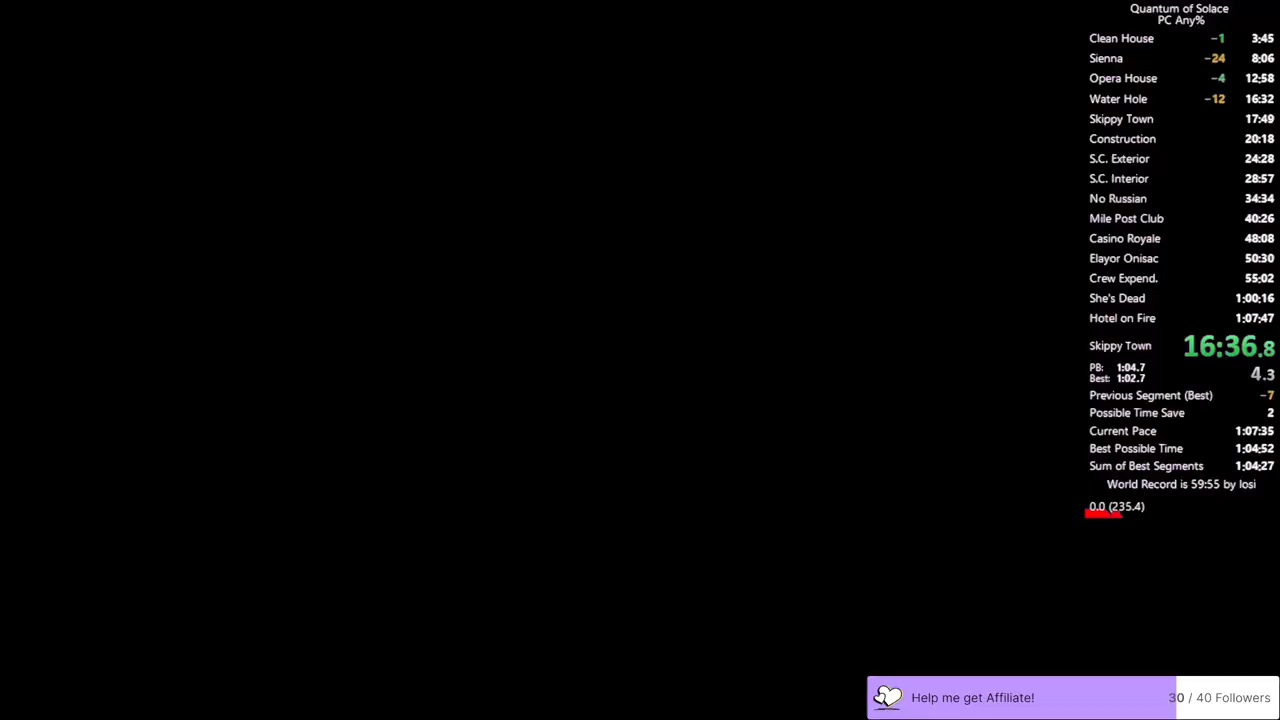 Quantum of Solace
PC Any%
Clean House −1 3:45
Sienna −24 8:06
Opera House −4 12:58
Water Hole −12 16:32
Skippy Town 17:49
Construction 20:18
S.C. Exterior 24:28
S.C. Interior 28:57
No Russian 34:34
Mile Post Club 40:26
Casino Royale 48:08
Elayor Onisac 50:30
Crew Expend. 55:02
She's Dead 1:00:16
Hotel on Fire 1:07:47
Skippy Town 16:36.8
PB: 1:04.7
Best: 1:02.7 4.3
Previous Segment (Best) −7
Possible Time Save 2
Current Pace 1:07:35
Best Possible Time 1:04:52
Sum of Best Segments 1:04:27
World Record is 59:55 by losi
0.0 (235.4)
Help me get Affiliate! 30 / 40 Followers